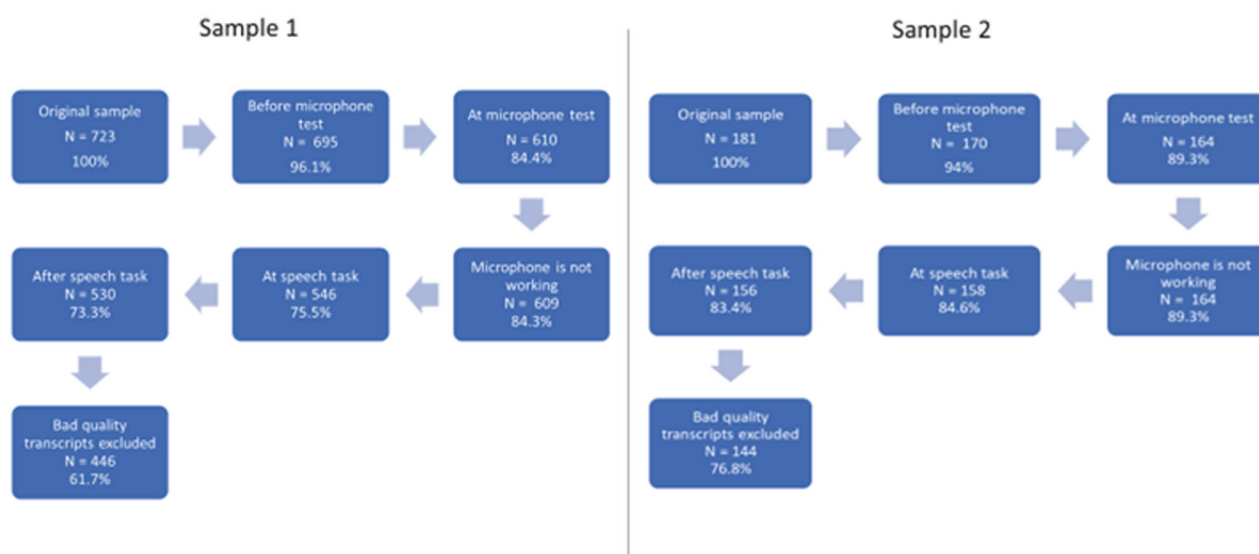 Sample 1
Original sample
N = 723
100%
Before microphone
test
N =  695
96.1%
At microphone test
N = 610
84.4%
Microphone is not
working
N =  609
84.3%
At speech task
N = 546
75.5%
After speech task
N = 530
73.3%
Bad quality
transcripts excluded
N = 446
61.7%
Sample 2
Original sample
N = 181
100%
Before microphone
test
N =  170
94%
At microphone test
N = 164
89.3%
Microphone is not
working
N =  164
89.3%
At speech task
N = 158
84.6%
After speech task
N = 156
83.4%
Bad quality
transcripts excluded
N = 144
76.8%